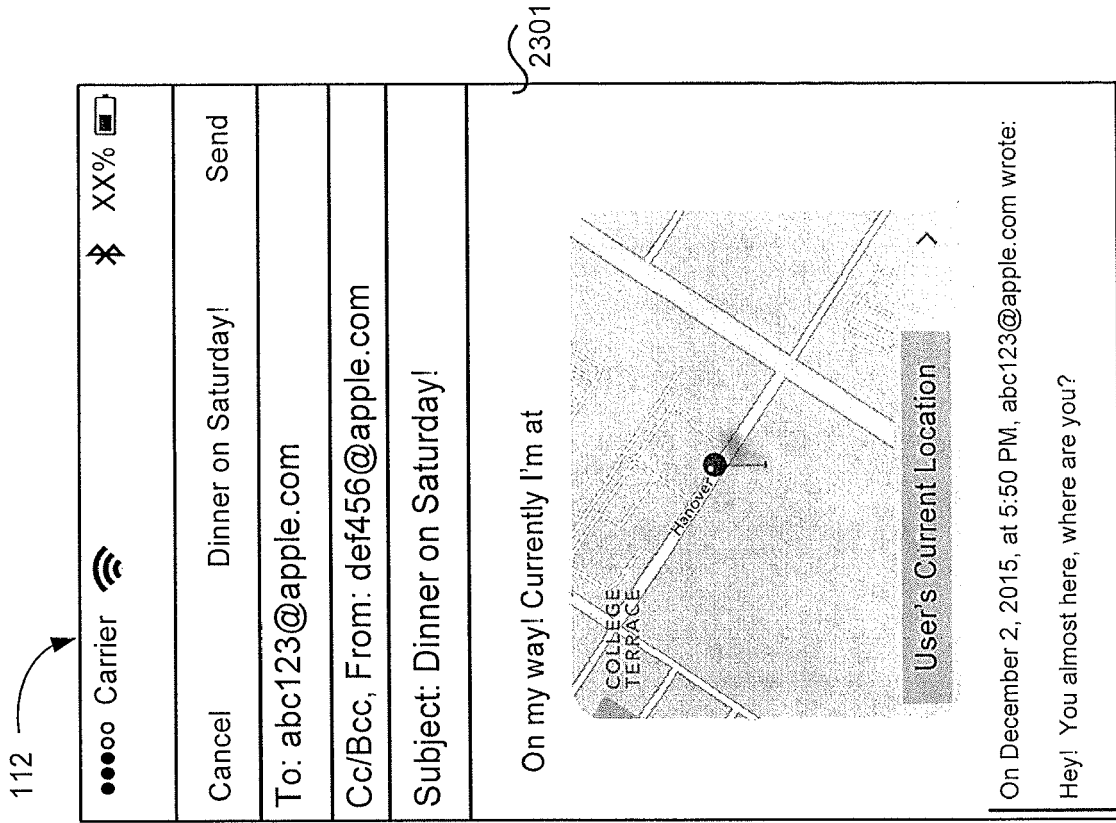 112
Carrier XX%
Cancel Dinner on Saturday! Send
To: abc123@apple.com
Cc/Bcc, From: def456@apple.com
Subject: Dinner on Saturday!
2301
On my way! Currently I'm at
COLLEGE
TERRACE
Hanover
User's Current Location
On December 2, 2015, at 5:50 PM, abc123@apple.com wrote:
Hey! You almost here, where are you?